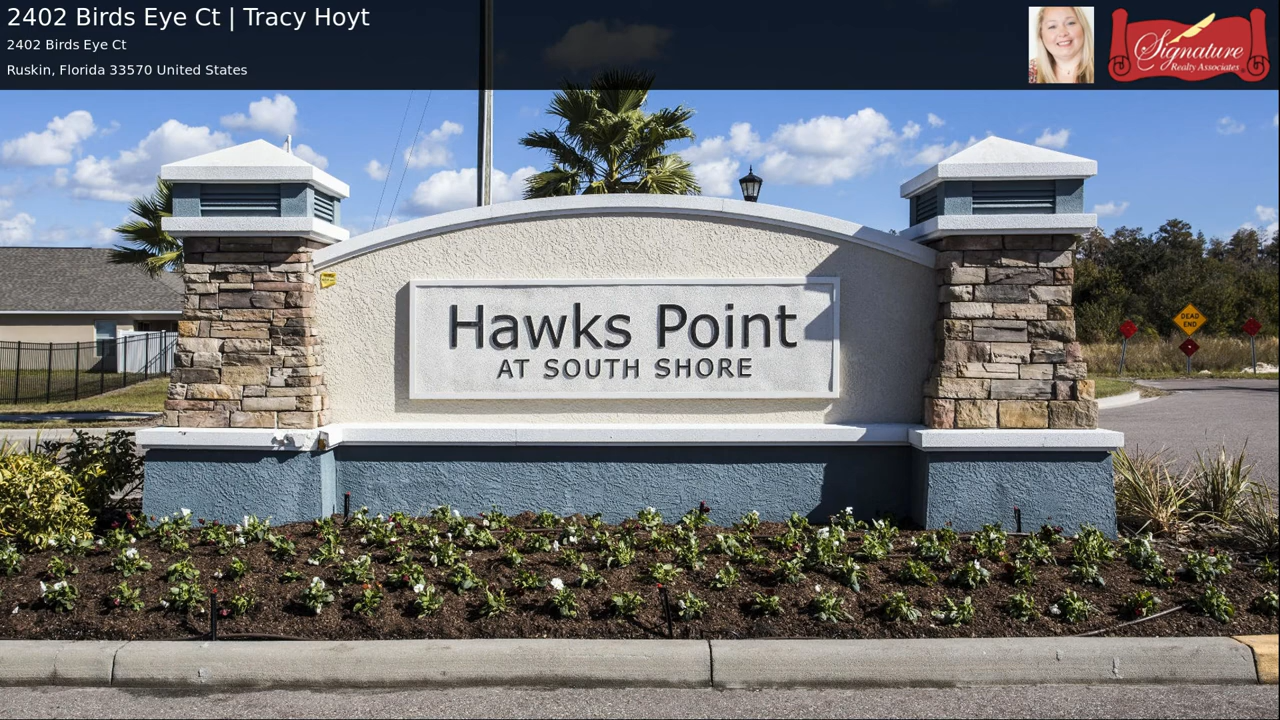 2402 Birds Eye Ct | Tracy Hoyt
2402 Birds Eye Ct
Ruskin, Florida 33570 United States
Signature
Realty Associates
Hawks Point
AT SOUTH SHORE
DEAD
END